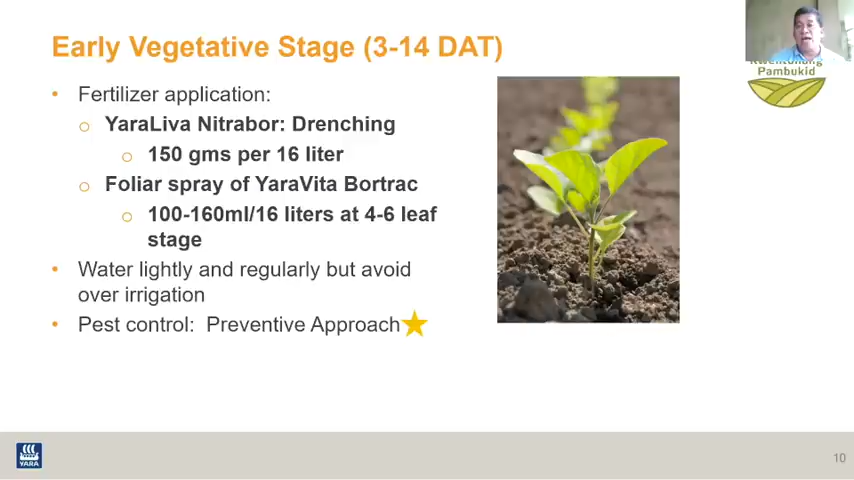 Early Vegetative Stage (3-14 DAT)
Kwentuhang
Pambukid
• Fertilizer application:
o YaraLiva Nitrabor: Drenching
o 150 gms per 16 liter
o Foliar spray of YaraVita Bortrac
o 100-160ml/16 liters at 4-6 leaf
stage
• Water lightly and regularly but avoid
over irrigation
• Pest control: Preventive Approach
YARA
10